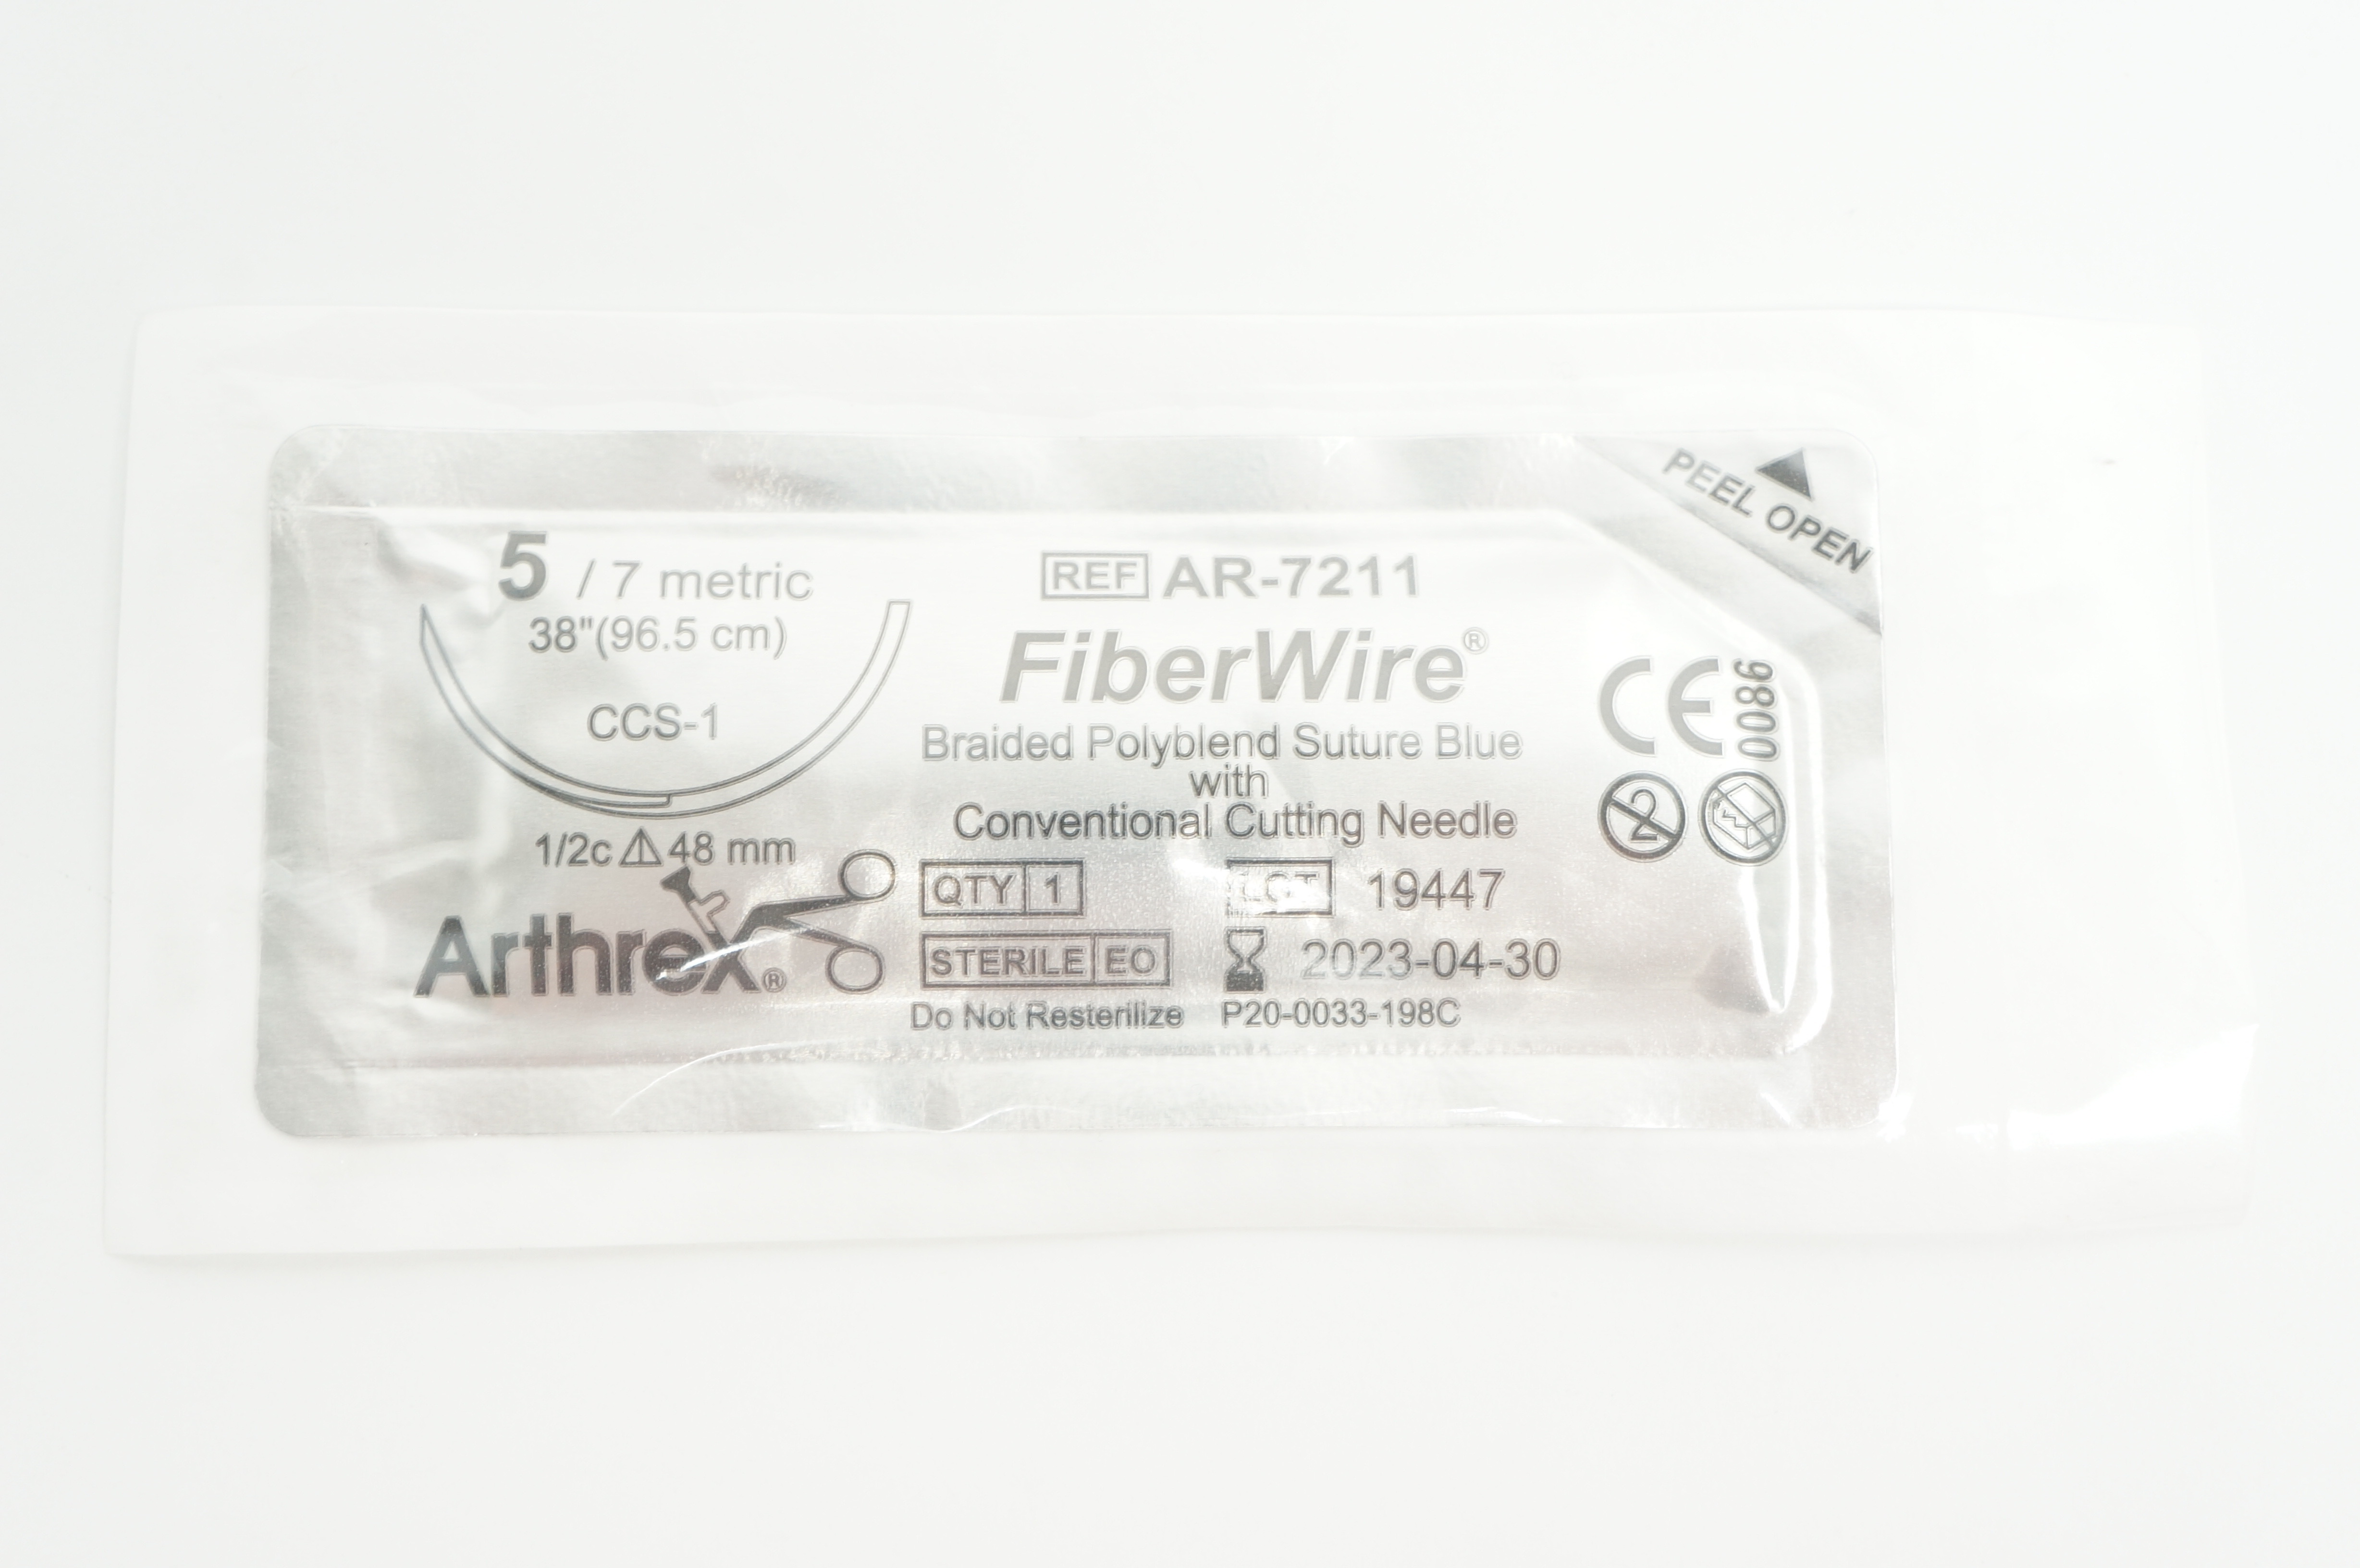 PEEL OPEN
5 / 7 metric
38"(96.5 cm)
CCS-1
1/2c 48 mm
Arthrex®
REF AR-7211
FiberWire®
Braided Polyblend Suture Blue
with
Conventional Cutting Needle
QTY 1
LOT 19447
STERILE EO
2023-04-30
Do Not Resterilize
P20-0033-198C
CE 0086
2